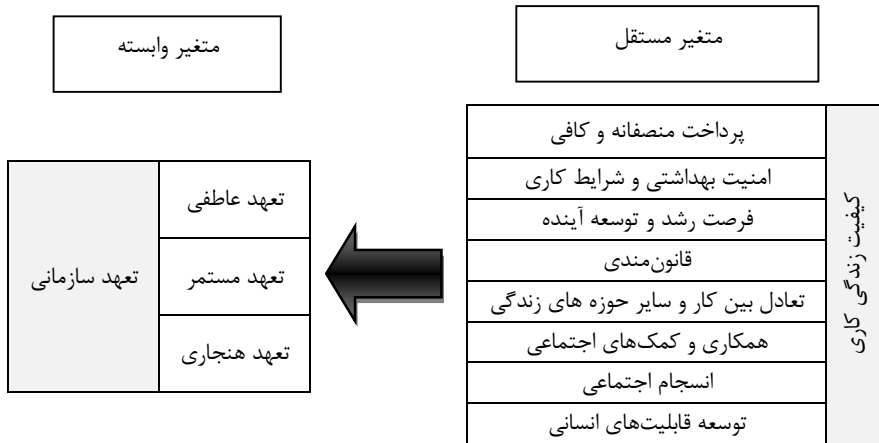 متغیر مستقل
متغیر وابسته
کیفیت زندگی کاری
پرداخت منصفانه و کافی
امنیت بهداشتی و شرایط کاری
فرصت رشد و توسعه آینده
قانون‌مندی
تعادل بین کار و سایر حوزه های زندگی
همکاری و کمک‌های اجتماعی
انسجام اجتماعی
توسعه قابلیت‌های انسانی
تعهد عاطفی
تعهد مستمر
تعهد هنجاری
تعهد سازمانی